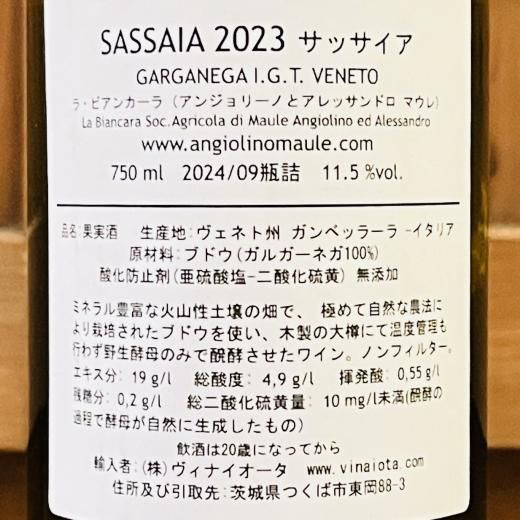 SASSAIA 2023 サッサイア
GARGANEGA I.G.T. VENETO
ラ・ビアンカーラ (アンジョリーノとアレッサンドロ マウレ)
La Biancara Soc. Agricola di Maule Angiolino ed Alessandro
www.angiolinomaule.com
750 ml 2024/09瓶詰 11.5 %vol.
品名:果実酒 生産地: ヴェネト州 ガンベッラーラ -イタリア
原材料: ブドウ(ガルガーネガ100%)
酸化防止剤(亜硫酸塩-二酸化硫黄) 無添加
ミネラル豊富な火山性土壌の畑で、極めて自然な農法に
より栽培されたブドウを使い、木製の大樽にて温度管理も
行わず野生酵母のみで醗酵させたワイン。ノンフィルター。
エキス分: 19 g/l 総酸度: 4,9 g/l 揮発酸: 0,55 g/l
残糖分: 0,2 g/l 総二酸化硫黄量: 10 mg/l未満(醗酵の
過程で酵母が自然に生成したもの)
飲酒は20歳になってから
輸入者: (株)ヴィナイオータ www.vinaiota.com
住所及び引取先: 茨城県つくば市東岡88-3